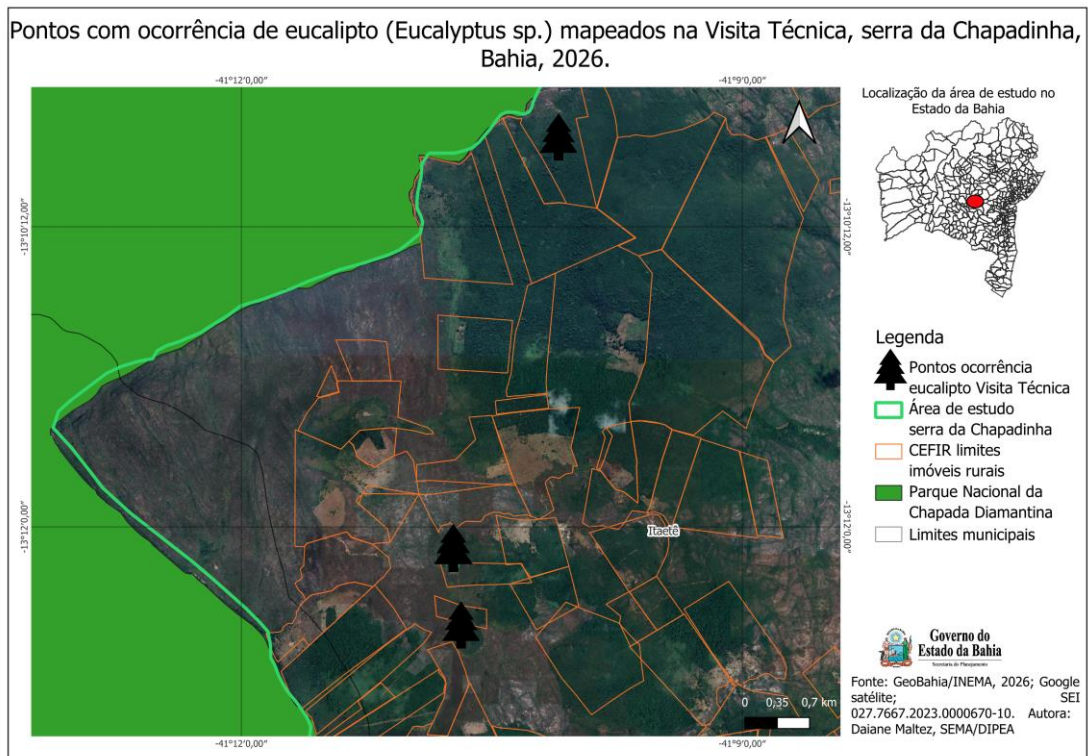 Pontos com ocorrência de eucalipto (Eucalyptus sp.) mapeados na Visita Técnica, serra da Chapadinha,
Bahia, 2026.
-41°12'0,00"
-41°9'0,00"
-13°10'12,00"
-13°10'12,00"
-13°12'0,00"
-13°12'0,00"
Itaetê
0 0,35 0,7 km
-41°12'0,00"
-41°9'0,00"
Localização da área de estudo no
Estado da Bahia
Legenda
Pontos ocorrência
eucalipto Visita Técnica
Área de estudo
serra da Chapadinha
CEFIR limites
imóveis rurais
Parque Nacional da
Chapada Diamantina
Limites municipais
Governo do
Estado da Bahia
Secretaria do Planejamento
Fonte: GeoBahia/INEMA, 2026; Google
satélite; SEI
027.7667.2023.0000670-10. Autora:
Daiane Maltez, SEMA/DIPEA